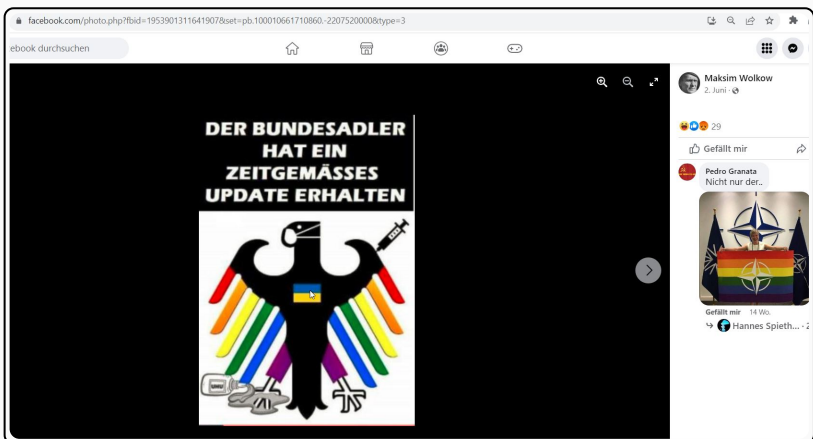 facebook.com/photo.php?fbid=1953901311641907&set=pb.100010661710860.-2207520000&type=3
ebook durchsuchen
DER BUNDESADLER
HAT EIN
ZEITGEMÄSSES
UPDATE ERHALTEN
UHU
Maksim Wolkow
2. Juni
29
Gefällt mir
Pedro Granata
Nicht nur der..
Gefällt mir 14 Wo.
Hannes Spieth... · 2